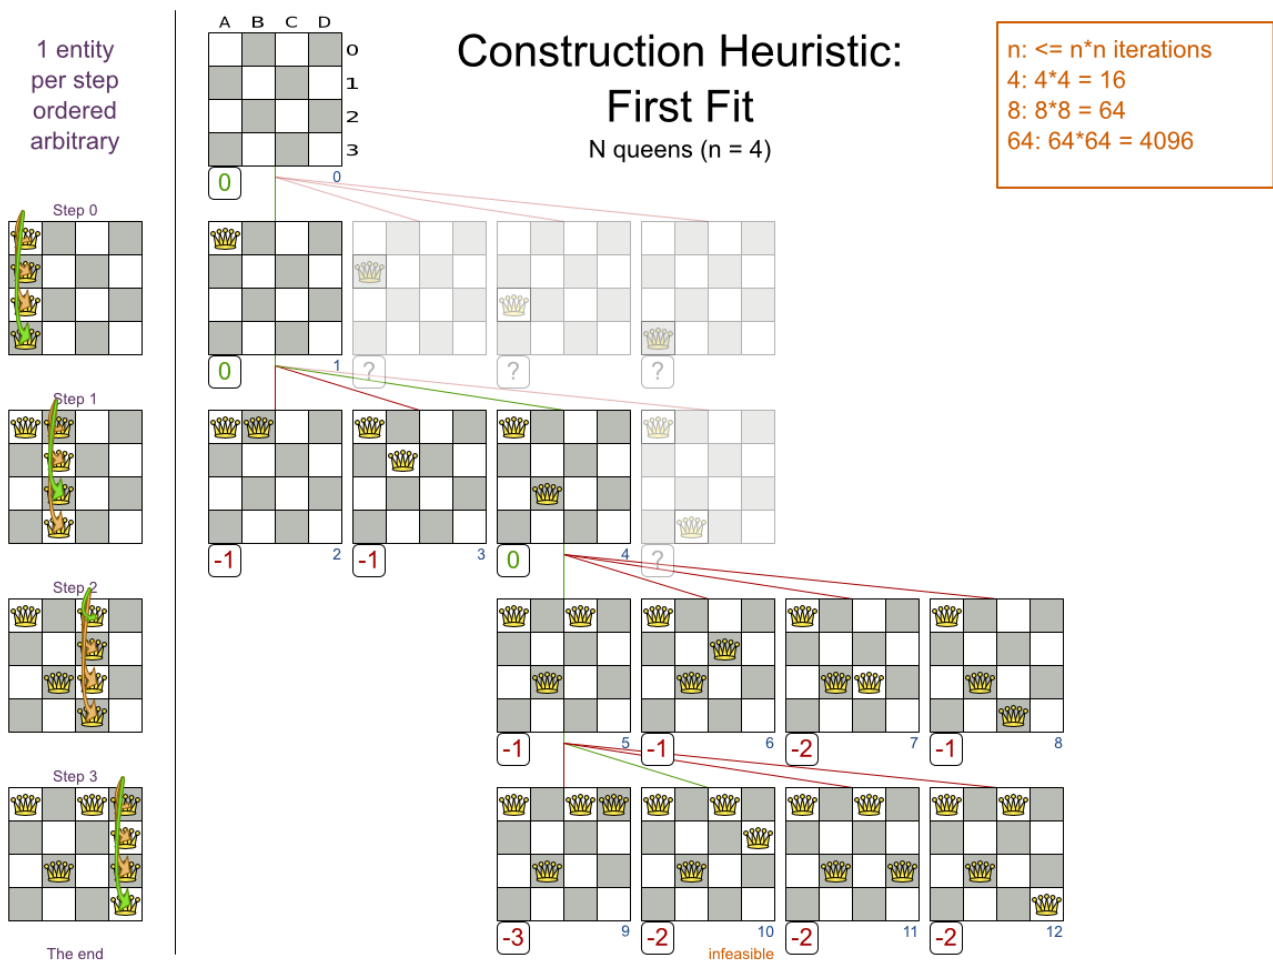 1 entity
per step
ordered
arbitrary
A B C D
0
1
2
3
0
0
Construction Heuristic:
First Fit
N queens (n = 4)
n: <= n*n iterations
4: 4*4 = 16
8: 8*8 = 64
64: 64*64 = 4096
Step 0
0
1
?
?
?
Step 1
-1
2
-1
3
0
4
?
Step 2
-1
5
-1
6
-2
7
-1
8
Step 3
The end
-3
9
-2
10
infeasible
-2
11
-2
12